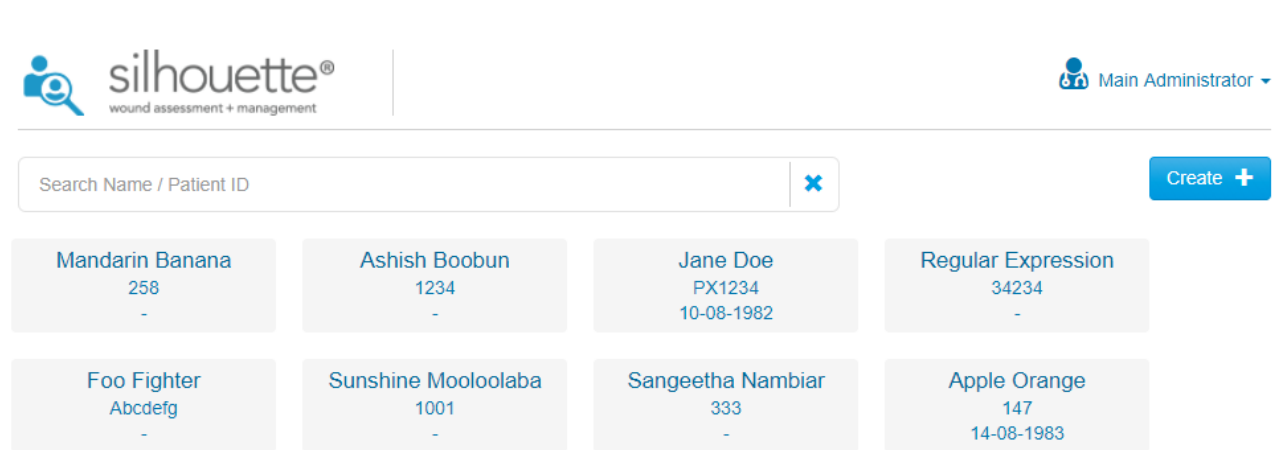 silhouette®
wound assessment + management
Main Administrator
Search Name / Patient ID
Create
Mandarin Banana
258
-
Ashish Boobun
1234
-
Jane Doe
PX1234
10-08-1982
Regular Expression
34234
-
Foo Fighter
Abcdefg
-
Sunshine Mooloolaba
1001
-
Sangeetha Nambiar
333
-
Apple Orange
147
14-08-1983